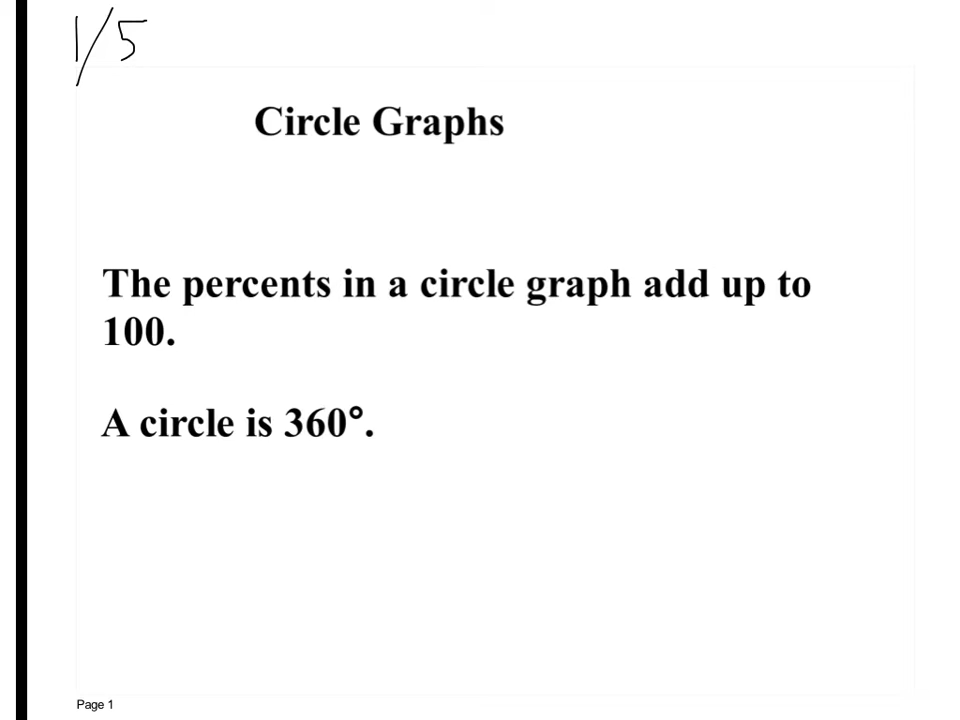 1/5
Circle Graphs
The percents in a circle graph add up to
100.
A circle is 360°.
Page 1